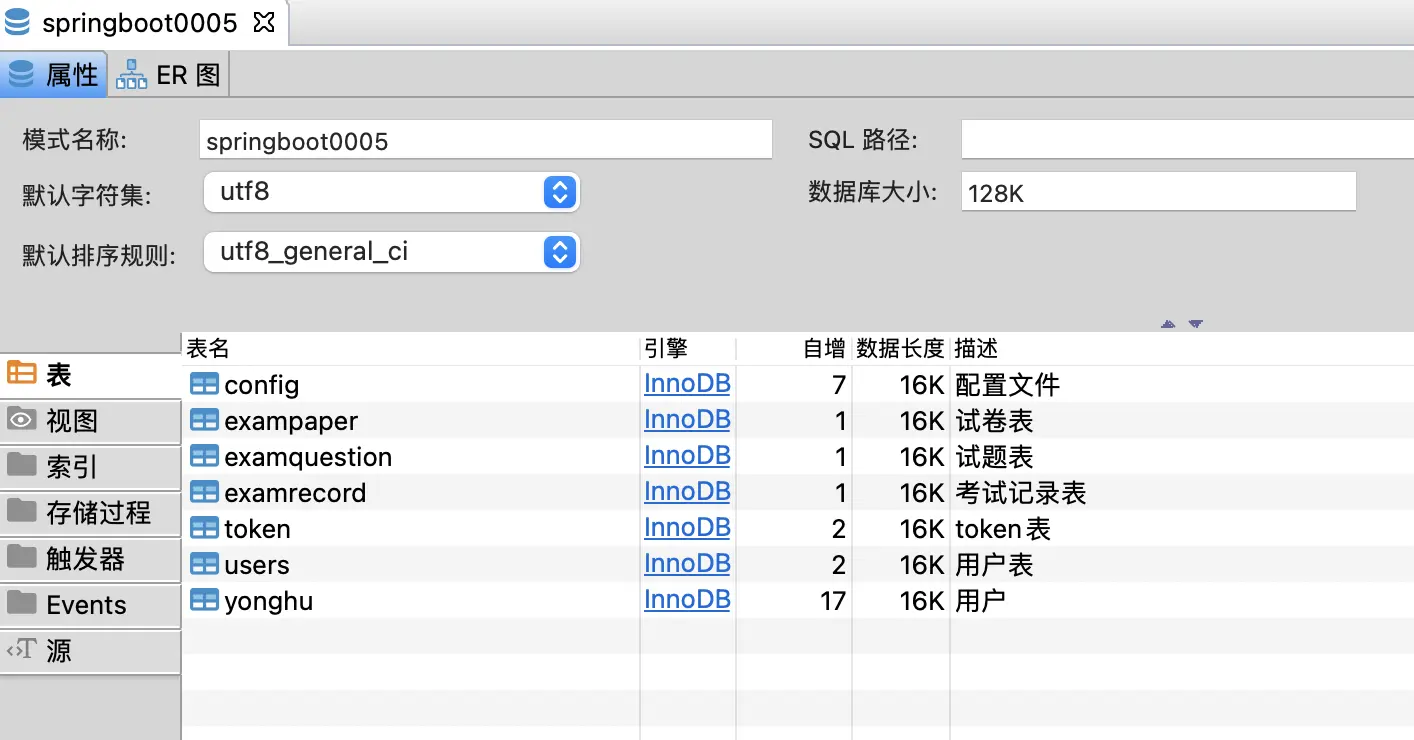 springboot0005
属性 ER 图
模式名称: springboot0005 SQL 路径:
默认字符集: utf8 数据库大小: 128K
默认排序规则: utf8_general_ci
表名 引擎 自增 数据长度 描述
表
视图
索引
存储过程
触发器
Events
源
config InnoDB 7 16K 配置文件
exampaper InnoDB 1 16K 试卷表
examquestion InnoDB 1 16K 试题表
examrecord InnoDB 1 16K 考试记录表
token InnoDB 2 16K token表
users InnoDB 2 16K 用户表
yonghu InnoDB 17 16K 用户